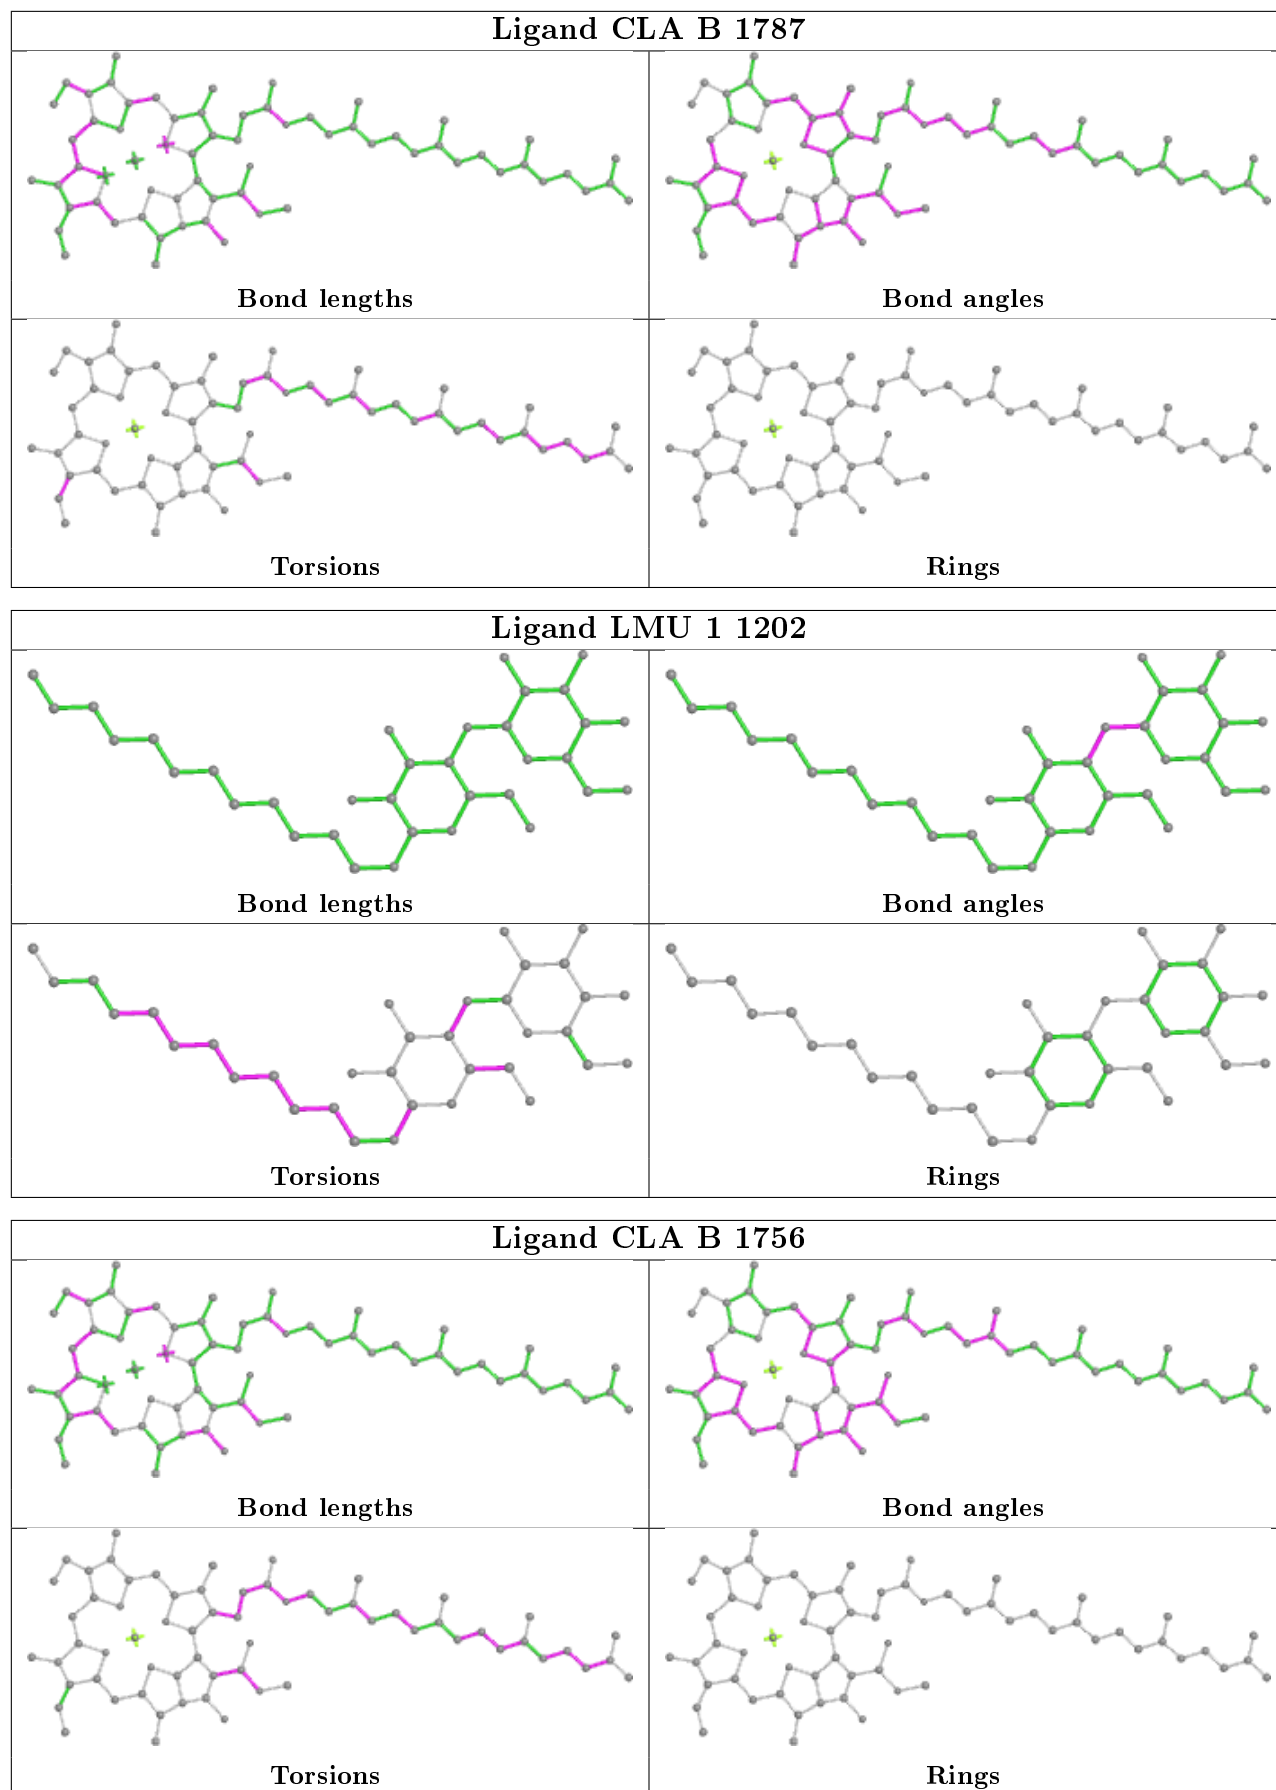 Ligand CLA B 1787
Bond lengths
Bond angles
Torsions
Rings
Ligand LMU 1 1202
Bond lengths
Bond angles
Torsions
Rings
Ligand CLA B 1756
Bond lengths
Bond angles
Torsions
Rings